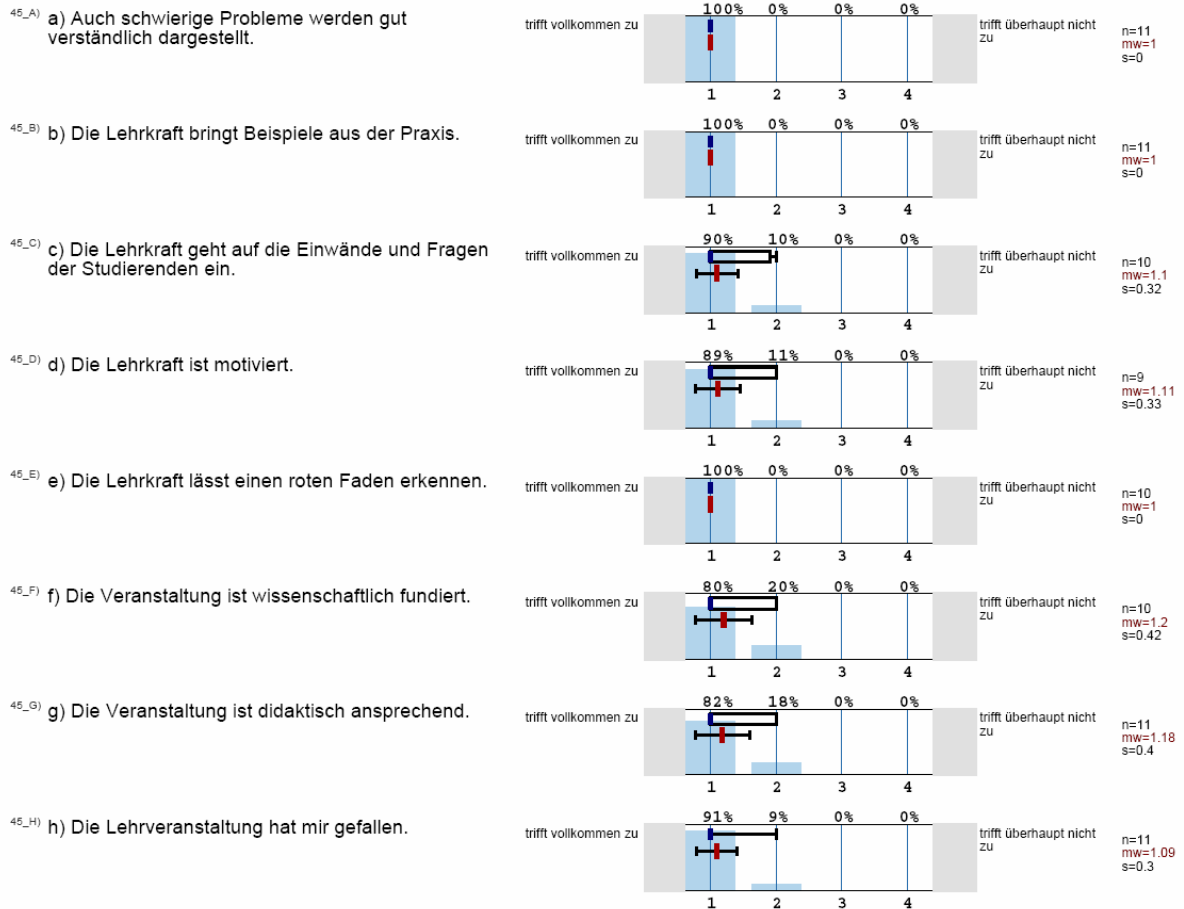 45_A) a) Auch schwierige Probleme werden gut
verständlich dargestellt.
trifft vollkommen zu
100% 0% 0% 0%
1 2 3 4
trifft überhaupt nicht
zu
n=11
mw=1
s=0
45_B) b) Die Lehrkraft bringt Beispiele aus der Praxis.
trifft vollkommen zu
100% 0% 0% 0%
1 2 3 4
trifft überhaupt nicht
zu
n=11
mw=1
s=0
45_C) c) Die Lehrkraft geht auf die Einwände und Fragen
der Studierenden ein.
trifft vollkommen zu
90% 10% 0% 0%
1 2 3 4
trifft überhaupt nicht
zu
n=10
mw=1.1
s=0.32
45_D) d) Die Lehrkraft ist motiviert.
trifft vollkommen zu
89% 11% 0% 0%
1 2 3 4
trifft überhaupt nicht
zu
n=9
mw=1.11
s=0.33
45_E) e) Die Lehrkraft lässt einen roten Faden erkennen.
trifft vollkommen zu
100% 0% 0% 0%
1 2 3 4
trifft überhaupt nicht
zu
n=10
mw=1
s=0
45_F) f) Die Veranstaltung ist wissenschaftlich fundiert.
trifft vollkommen zu
80% 20% 0% 0%
1 2 3 4
trifft überhaupt nicht
zu
n=10
mw=1.2
s=0.42
45_G) g) Die Veranstaltung ist didaktisch ansprechend.
trifft vollkommen zu
82% 18% 0% 0%
1 2 3 4
trifft überhaupt nicht
zu
n=11
mw=1.18
s=0.4
45_H) h) Die Lehrveranstaltung hat mir gefallen.
trifft vollkommen zu
91% 9% 0% 0%
1 2 3 4
trifft überhaupt nicht
zu
n=11
mw=1.09
s=0.3